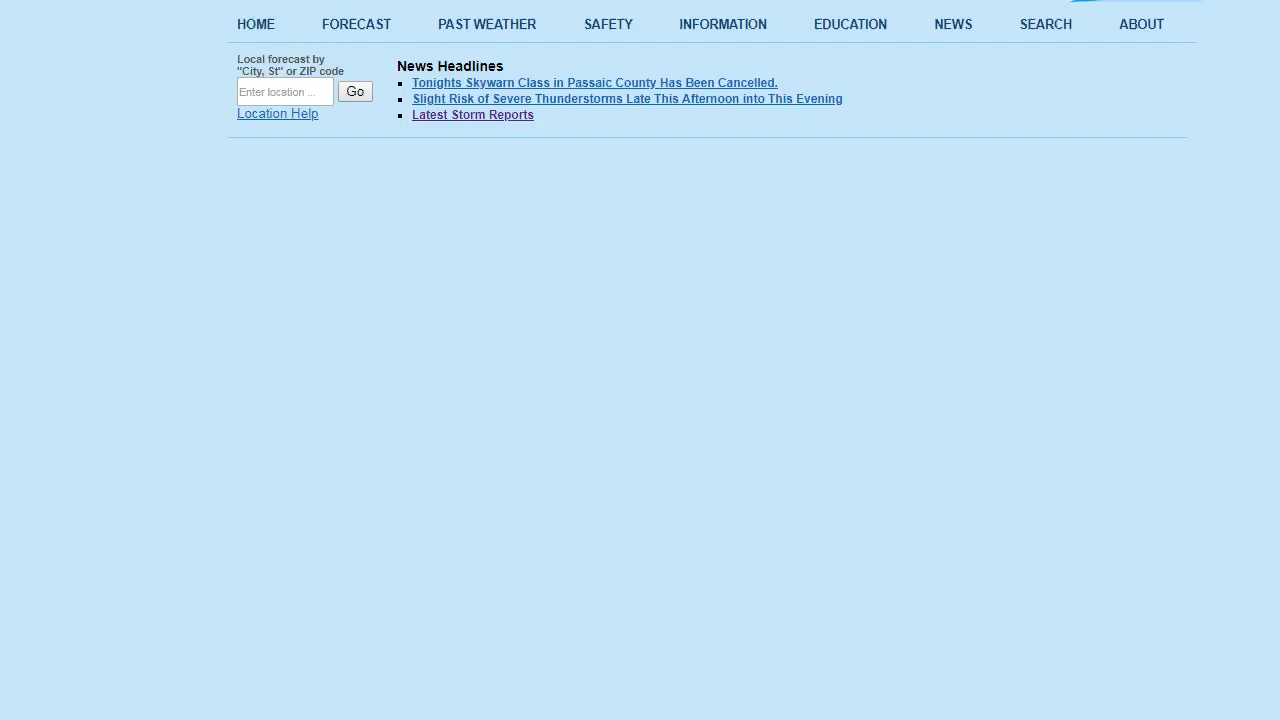 HOME FORECAST PAST WEATHER SAFETY INFORMATION EDUCATION NEWS SEARCH ABOUT
Local forecast by
"City, St" or ZIP code
Enter location ...
Go
Location Help
News Headlines
Tonights Skywarn Class in Passaic County Has Been Cancelled.
Slight Risk of Severe Thunderstorms Late This Afternoon into This Evening
Latest Storm Reports